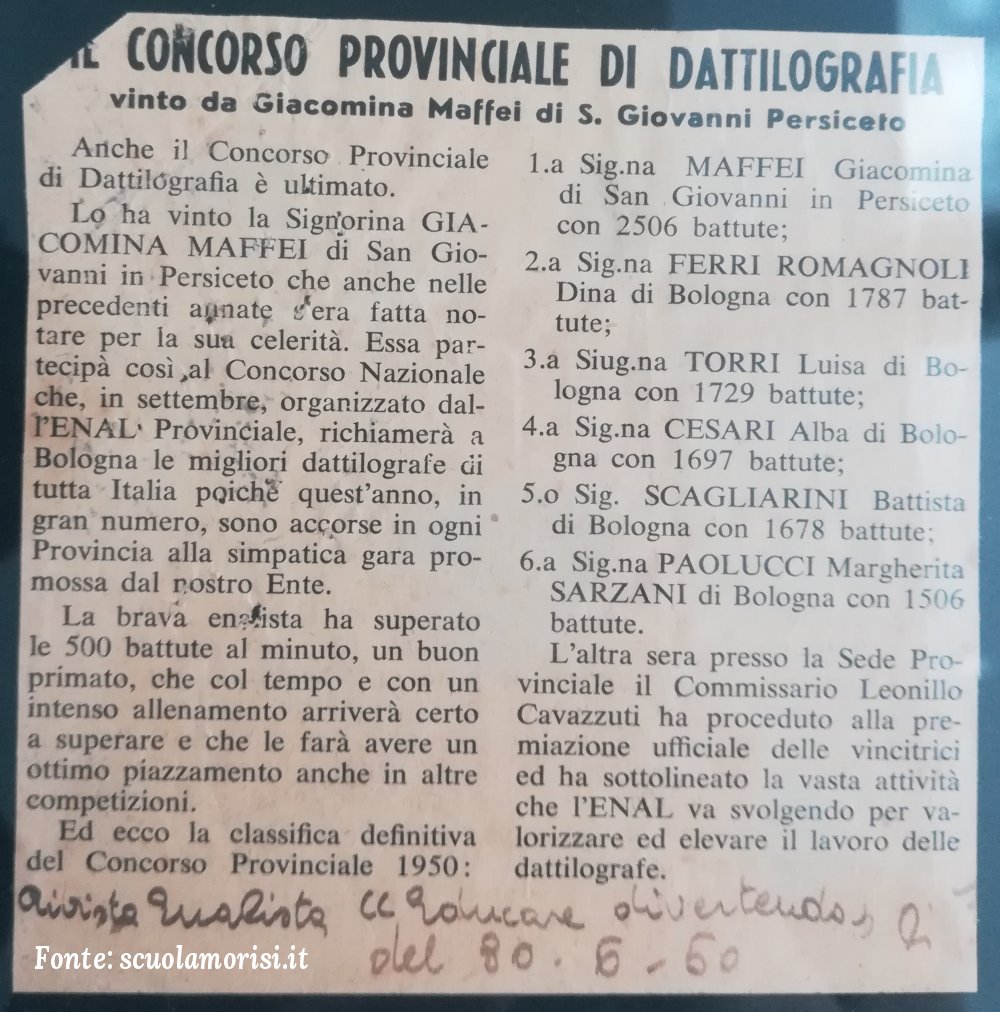 IL CONCORSO PROVINCIALE DI DATTILOGRAFIA
vinto da Giacomina Maffei di S. Giovanni Persiceto
Anche il Concorso Provinciale
di Dattilografia è ultimato.
Lo ha vinto la Signorina GIA-
COMINA MAFFEI di San Gio-
vanni in Persiceto che anche nelle
precedenti annate s'era fatta no-
tare per la sua celerità. Essa par-
tecipà così al Concorso Nazionale
che, in settembre, organizzato dal-
l'ENAL Provinciale, richiamerà a
Bologna le migliori dattilografe di
tutta Italia poichè quest'anno, in
gran numero, sono accorse in ogni
Provincia alla simpatica gara pro-
mossa dal nostro Ente.
La brava enalista ha superato
le 500 battute al minuto, un buon
primato, che col tempo e con un
intenso allenamento arriverà certo
a superare e che le farà avere un
ottimo piazzamento anche in altre
competizioni.
Ed ecco la classifica definitiva
del Concorso Provinciale 1950:
1.a Sig.na MAFFEI Giacomina
di San Giovanni in Persiceto
con 2506 battute;
2.a Sig.na FERRI ROMAGNOLI
Dina di Bologna con 1787 bat-
tute;
3.a Siug.na TORRI Luisa di Bo-
logna con 1729 battute;
4.a Sig.na CESARI Alba di Bolo-
gna con 1697 battute;
5.o Sig. SCAGLIARINI Battista
di Bologna con 1678 battute;
6.a Sig.na PAOLUCCI Margherita
SARZANI di Bologna con 1506
battute.
L'altra sera presso la Sede Pro-
vinciale il Commissario Leonillo
Cavazzuti ha proceduto alla pre-
miazione ufficiale delle vincitrici
ed ha sottolineato la vasta attività
che l'ENAL va svolgendo per va-
lorizzare ed elevare il lavoro delle
dattilografe.
Rivista Enalista "Educare divertendo"
del 30.6-50
Fonte: scuolamorisi.it